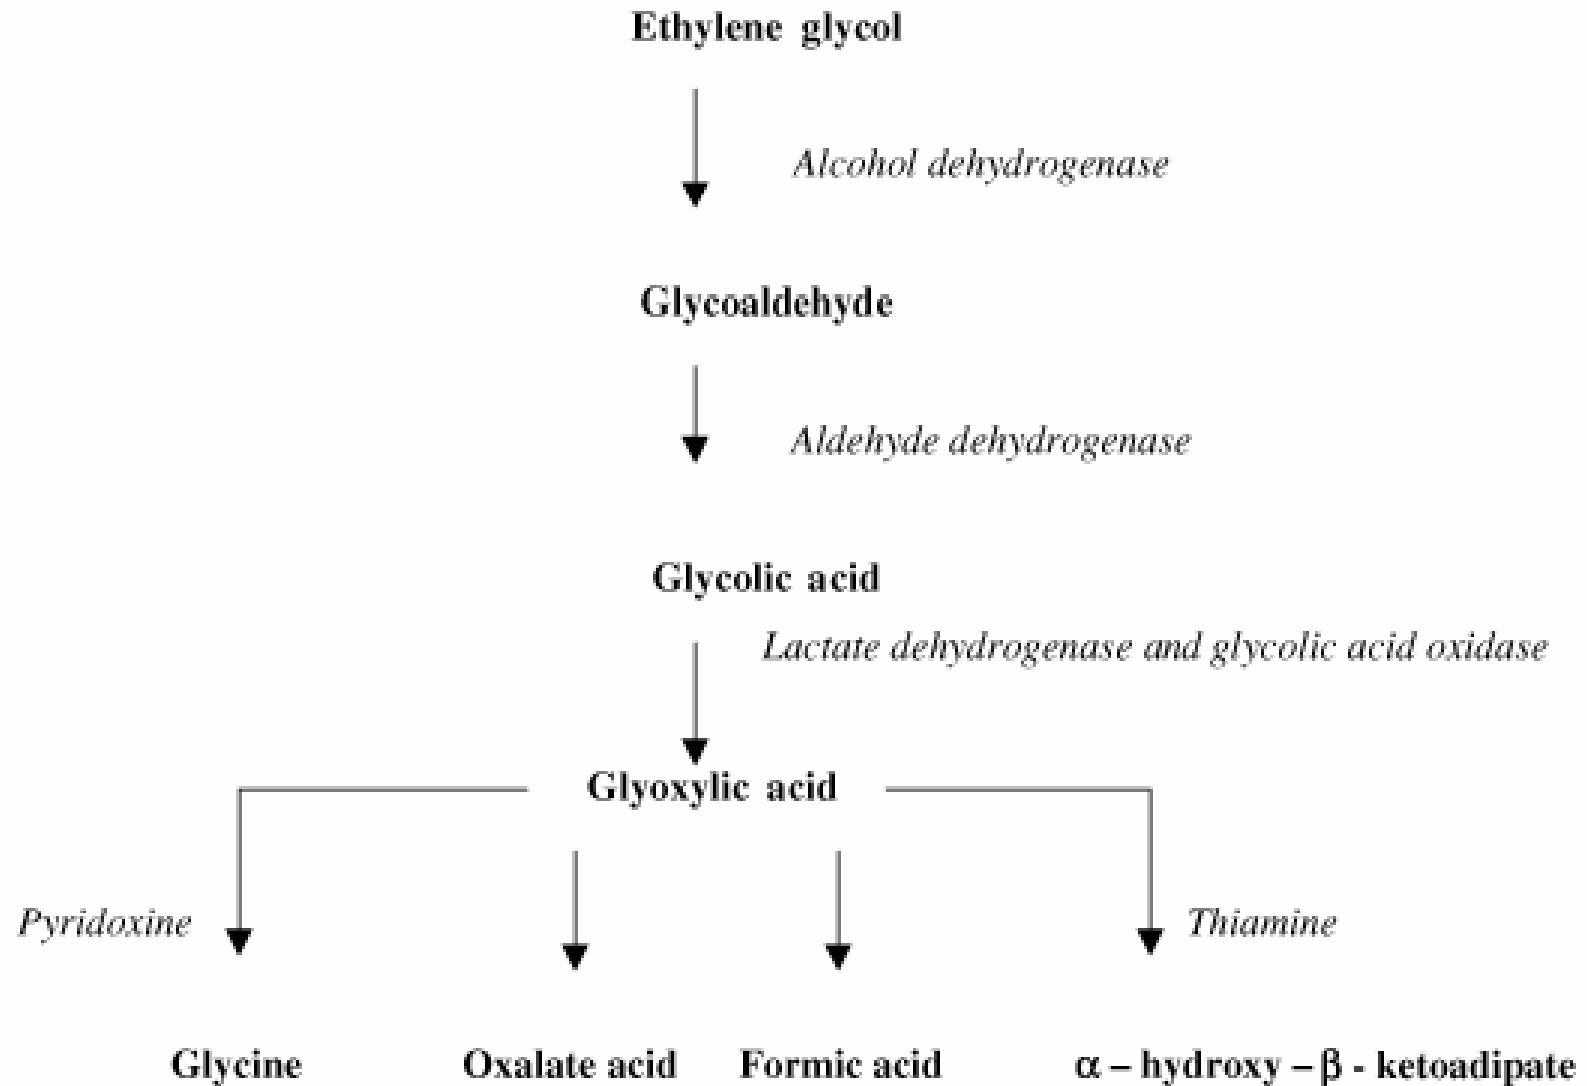 Ethylene glycol
Alcohol dehydrogenase
Glycoaldehyde
Aldehyde dehydrogenase
Glycolic acid
Lactate dehydrogenase and glycolic acid oxidase
Glyoxylic acid
Pyridoxine
Thiamine
Glycine
Oxalate acid
Formic acid
α – hydroxy – β - ketoadipate